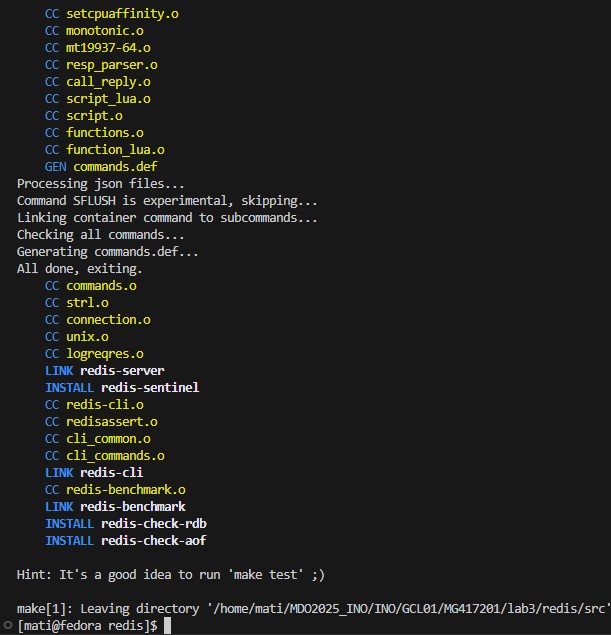 CC setcpuaffinity.o
CC monotonic.o
CC mt19937-64.o
CC resp_parser.o
CC call_reply.o
CC script_lua.o
CC script.o
CC functions.o
CC function_lua.o
GEN commands.def
Processing json files...
Command SFLUSH is experimental, skipping...
Linking container command to subcommands...
Checking all commands...
Generating commands.def...
All done, exiting.
CC commands.o
CC strl.o
CC connection.o
CC unix.o
CC logreqres.o
LINK redis-server
INSTALL redis-sentinel
CC redis-cli.o
CC redisassert.o
CC cli_common.o
CC cli_commands.o
LINK redis-cli
CC redis-benchmark.o
LINK redis-benchmark
INSTALL redis-check-rdb
INSTALL redis-check-aof
Hint: It's a good idea to run 'make test' ;)
make[1]: Leaving directory '/home/mati/MDO2025_INO/INO/GCL01/MG417201/lab3/redis/src'
[mati@fedora redis]$